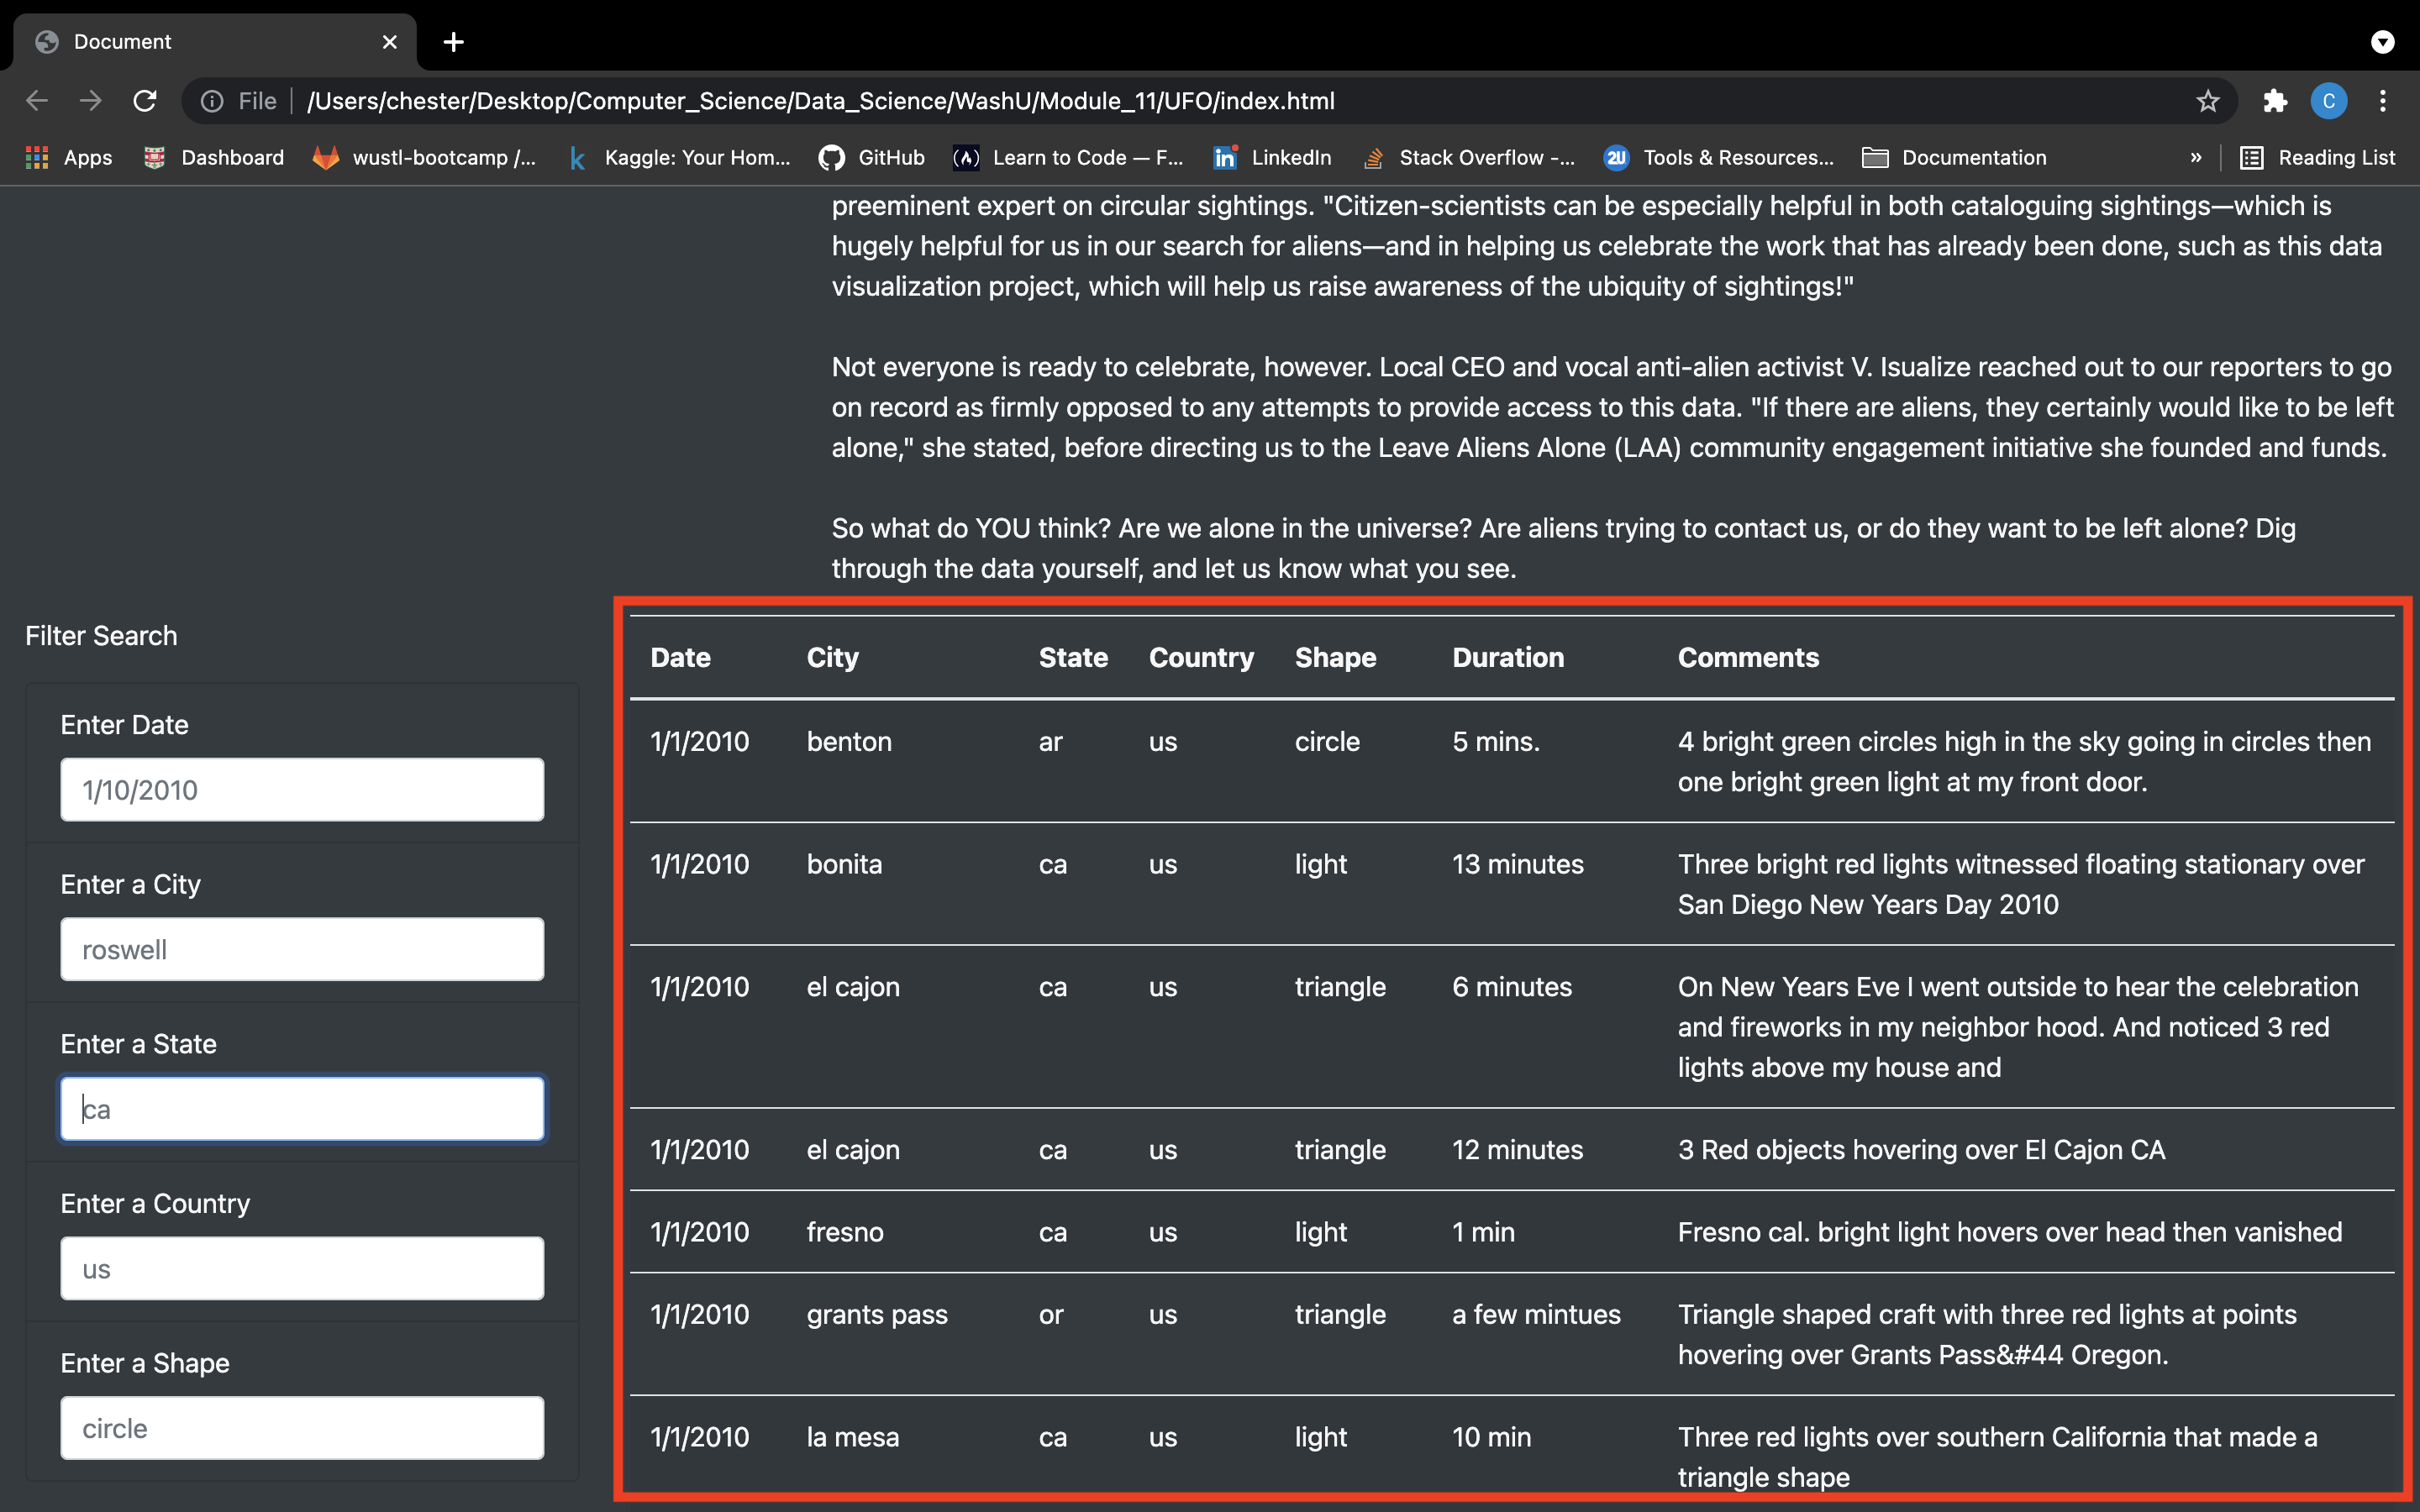 Document
File
/Users/chester/Desktop/Computer_Science/Data_Science/WashU/Module_11/UFO/index.html
C
Apps
Dashboard
wustl-bootcamp /...
Kaggle: Your Hom...
GitHub
Learn to Code — F...
LinkedIn
Stack Overflow -...
2U
Tools & Resources...
Documentation
»
Reading List
preeminent expert on circular sightings. "Citizen-scientists can be especially helpful in both cataloguing sightings—which is
hugely helpful for us in our search for aliens—and in helping us celebrate the work that has already been done, such as this data
visualization project, which will help us raise awareness of the ubiquity of sightings!"
Not everyone is ready to celebrate, however. Local CEO and vocal anti-alien activist V. Isualize reached out to our reporters to go
on record as firmly opposed to any attempts to provide access to this data. "If there are aliens, they certainly would like to be left
alone," she stated, before directing us to the Leave Aliens Alone (LAA) community engagement initiative she founded and funds.
So what do YOU think? Are we alone in the universe? Are aliens trying to contact us, or do they want to be left alone? Dig
through the data yourself, and let us know what you see.
Filter Search
Enter Date
1/10/2010
Enter a City
roswell
Enter a State
ca
Enter a Country
us
Enter a Shape
circle
Date City State Country Shape Duration Comments
1/1/2010 benton ar us circle 5 mins. 4 bright green circles high in the sky going in circles then
one bright green light at my front door.
1/1/2010 bonita ca us light 13 minutes Three bright red lights witnessed floating stationary over
San Diego New Years Day 2010
1/1/2010 el cajon ca us triangle 6 minutes On New Years Eve I went outside to hear the celebration
and fireworks in my neighbor hood. And noticed 3 red
lights above my house and
1/1/2010 el cajon ca us triangle 12 minutes 3 Red objects hovering over El Cajon CA
1/1/2010 fresno ca us light 1 min Fresno cal. bright light hovers over head then vanished
1/1/2010 grants pass or us triangle a few mintues Triangle shaped craft with three red lights at points
hovering over Grants Pass&#44 Oregon.
1/1/2010 la mesa ca us light 10 min Three red lights over southern California that made a
triangle shape